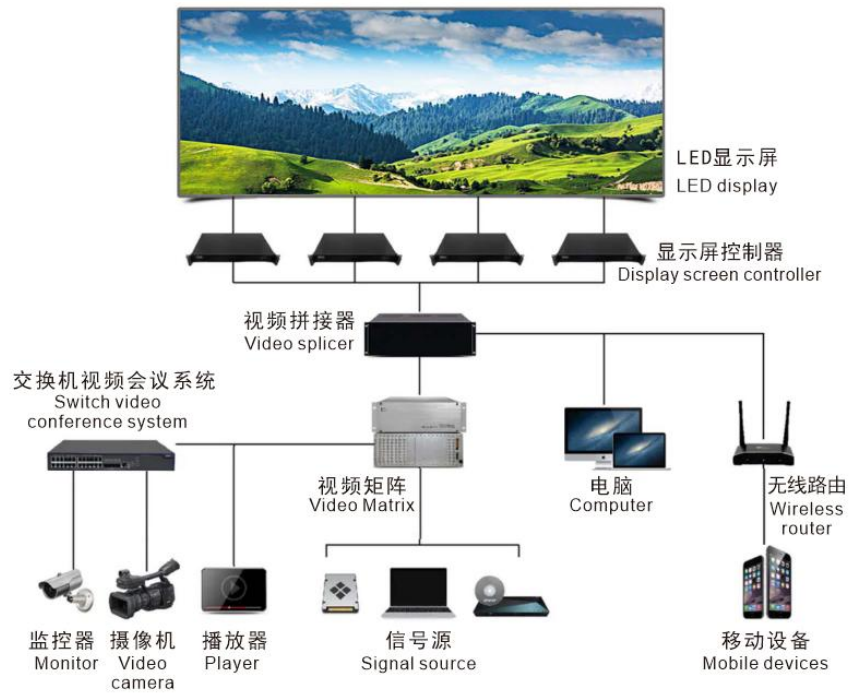 LED显示屏
LED display
显示屏控制器
Display screen controller
视频拼接器
Video splicer
交换机视频会议系统
Switch video
conference system
视频矩阵
Video Matrix
电脑
Computer
无线路由
Wireless
router
监控器
Monitor
摄像机
Video
camera
播放器
Player
信号源
Signal source
移动设备
Mobile devices